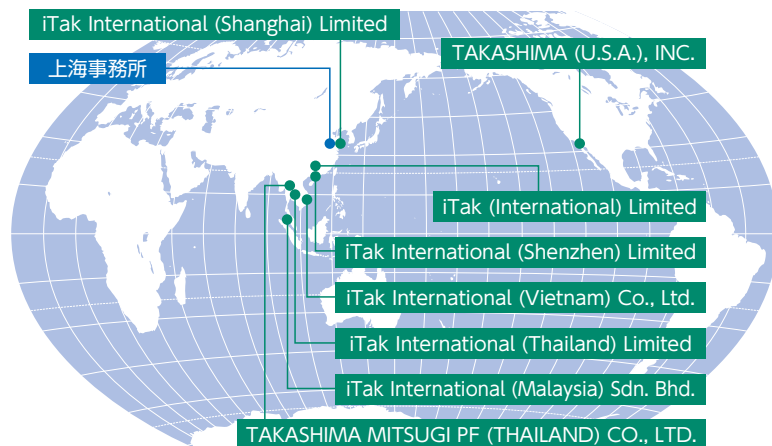 iTak International (Shanghai) Limited
上海事務所
TAKASHIMA (U.S.A.), INC.
iTak (International) Limited
iTak International (Shenzhen) Limited
iTak International (Vietnam) Co., Ltd.
iTak International (Thailand) Limited
iTak International (Malaysia) Sdn. Bhd.
TAKASHIMA MITSUGI PF (THAILAND) CO., LTD.